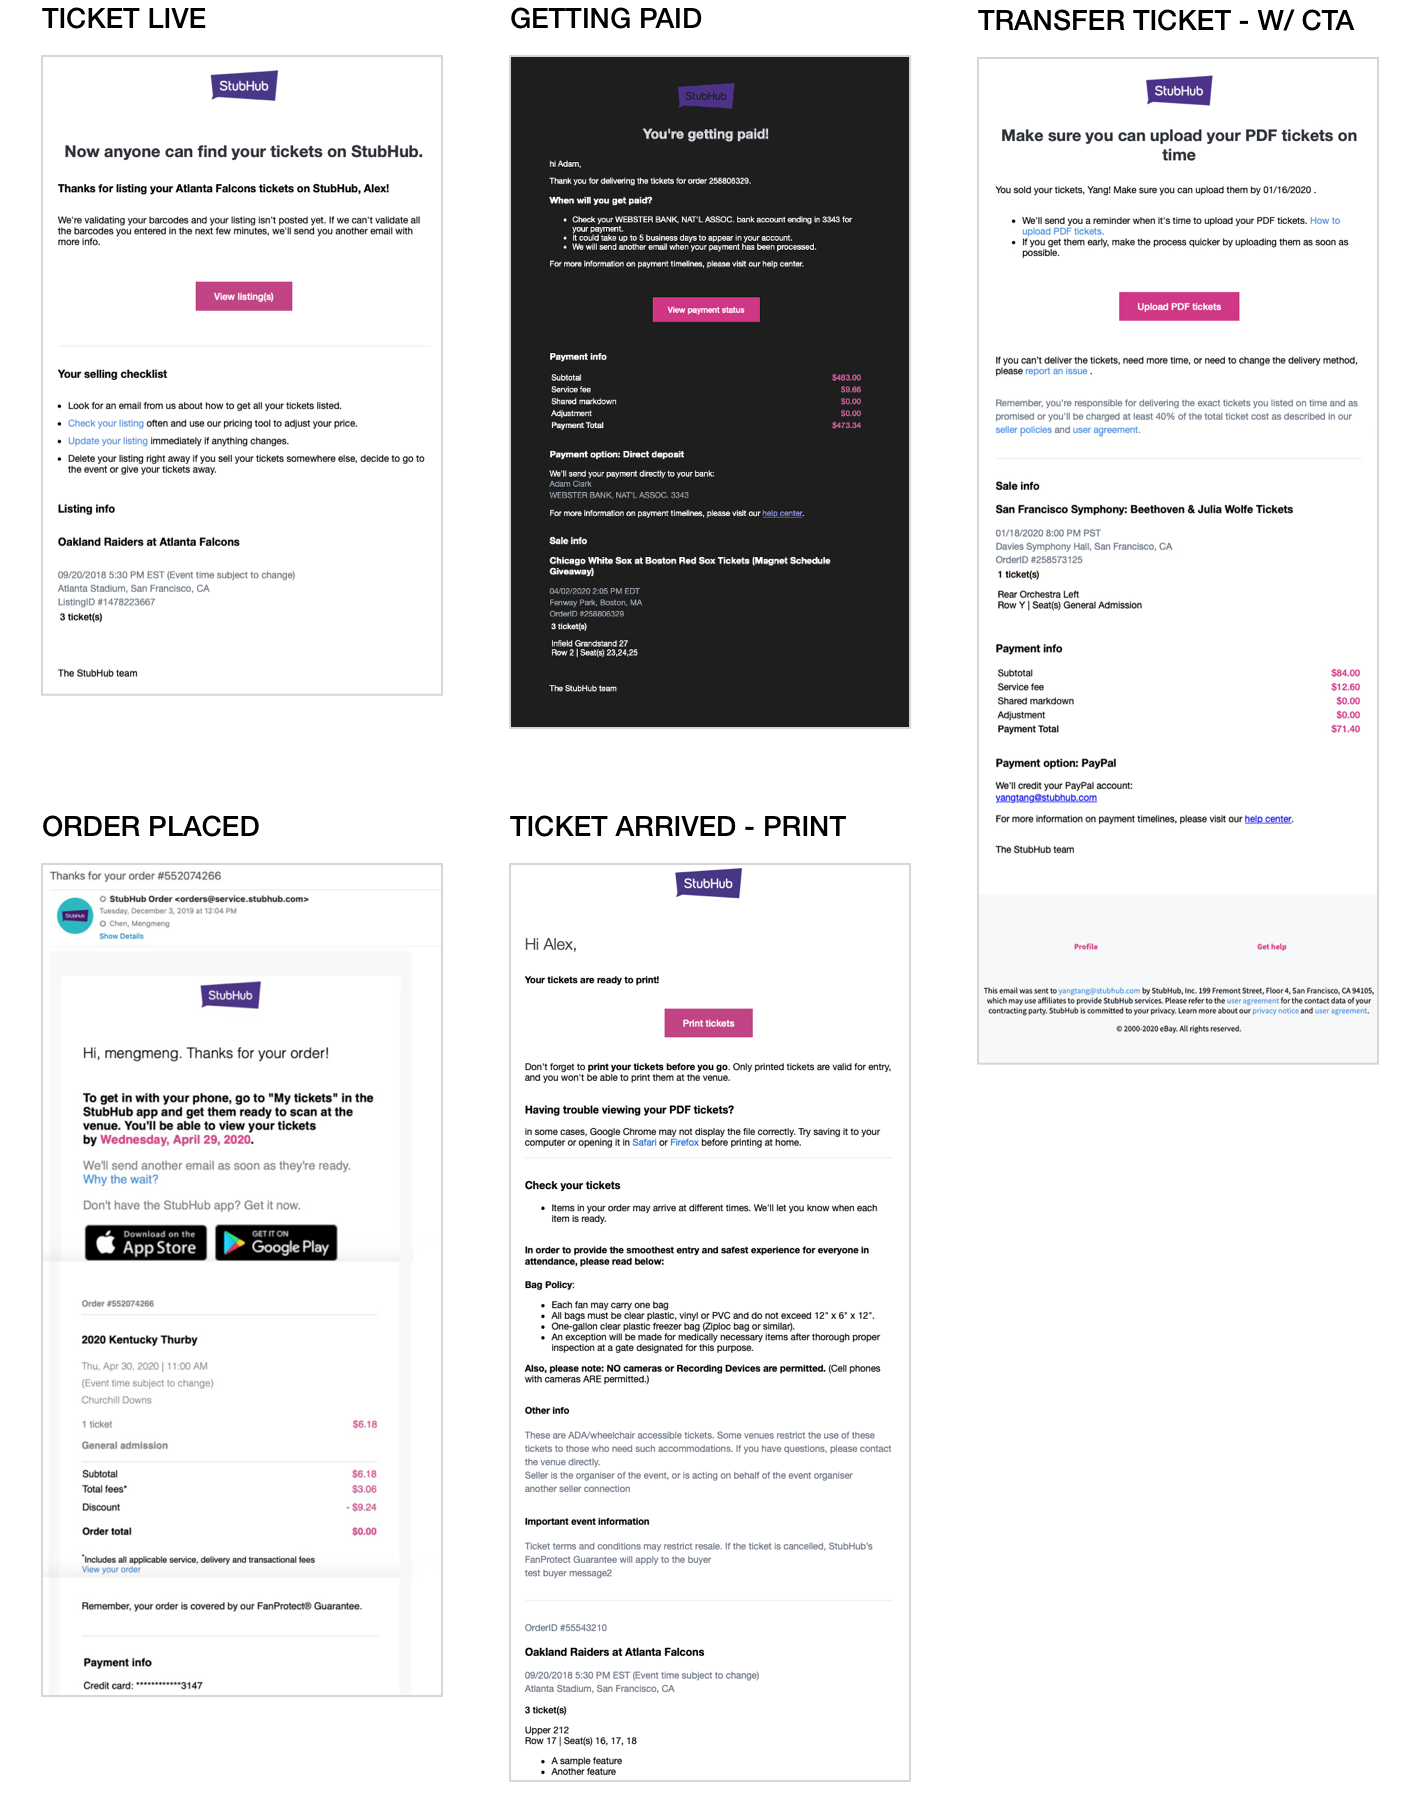 TICKET LIVE
StubHub
Now anyone can find your tickets on StubHub.
Thanks for listing your Atlanta Falcons tickets on StubHub, Alex!
We're validating your barcodes and your listing isn't posted yet. If we can't validate all
the barcodes you entered in the next few minutes, we'll send you another email with
more info.
View listing(s)
Your selling checklist
• Look for an email from us about how to get all your tickets listed.
• Check your listing often and use our pricing tool to adjust your price.
• Update your listing immediately if anything changes.
• Delete your listing right away if you sell your tickets somewhere else, decide to go to
the event or give your tickets away.
Listing info
Oakland Raiders at Atlanta Falcons
09/20/2018 5:30 PM EST (Event time subject to change)
Atlanta Stadium, San Francisco, CA
ListingID #1478223667
3 ticket(s)
The StubHub team
GETTING PAID
StubHub
You're getting paid!
hi Adam,
Thank you for delivering the tickets for order 258806329.
When will you get paid?
• Check your WEBSTER BANK, NAT'L ASSOC. bank account ending in 3343 for
your payment.
• It could take up to 5 business days to appear in your account.
• We will send another email when your payment has been processed.
For more information on payment timelines, please visit our help center.
View payment status
Payment info
Subtotal $483.00
Service fee $9.66
Shared markdown $0.00
Adjustment $0.00
Payment Total $473.34
Payment option: Direct deposit
We'll send your payment directly to your bank:
Adam Clark
WEBSTER BANK, NAT'L ASSOC. 3343
For more information on payment timelines, please visit our help center.
Sale info
Chicago White Sox at Boston Red Sox Tickets (Magnet Schedule
Giveaway)
04/02/2020 2:05 PM EDT
Fenway Park, Boston, MA
OrderID #258806329
3 ticket(s)
Infield Grandstand 27
Row 2 | Seat(s) 23,24,25
The StubHub team
TRANSFER TICKET - W/ CTA
StubHub
Make sure you can upload your PDF tickets on
time
You sold your tickets, Yang! Make sure you can upload them by 01/16/2020 .
• We'll send you a reminder when it's time to upload your PDF tickets. How to
upload PDF tickets.
• If you get them early, make the process quicker by uploading them as soon as
possible.
Upload PDF tickets
If you can't deliver the tickets, need more time, or need to change the delivery method,
please report an issue .
Remember, you're responsible for delivering the exact tickets you listed on time and as
promised or you'll be charged at least 40% of the total ticket cost as described in our
seller policies and user agreement.
Sale info
San Francisco Symphony: Beethoven & Julia Wolfe Tickets
01/18/2020 8:00 PM PST
Davies Symphony Hall, San Francisco, CA
OrderID #258573125
1 ticket(s)
Rear Orchestra Left
Row Y | Seat(s) General Admission
Payment info
Subtotal $84.00
Service fee $12.60
Shared markdown $0.00
Adjustment $0.00
Payment Total $71.40
Payment option: PayPal
We'll credit your PayPal account:
yangtang@stubhub.com
For more information on payment timelines, please visit our help center.
The StubHub team
Profile Get help
This email was sent to yangtang@stubhub.com by StubHub, Inc. 199 Fremont Street, Floor 4, San Francisco, CA 94105,
which may use affiliates to provide StubHub services. Please refer to the user agreement for the contact data of your
contracting party. StubHub is committed to your privacy. Learn more about our privacy notice and user agreement.
© 2000-2020 eBay. All rights reserved.
ORDER PLACED
Thanks for your order #552074266
StubHub
StubHub Order <orders@service.stubhub.com>
Tuesday, December 3, 2019 at 12:04 PM
Chen, Mengmeng
Show Details
StubHub
Hi, mengmeng. Thanks for your order!
To get in with your phone, go to "My tickets" in the
StubHub app and get them ready to scan at the
venue. You'll be able to view your tickets
by Wednesday, April 29, 2020.
We'll send another email as soon as they're ready.
Why the wait?
Don't have the StubHub app? Get it now.
Download on the App Store
GET IT ON Google Play
Order #552074266
2020 Kentucky Thurby
Thu, Apr 30, 2020 | 11:00 AM
(Event time subject to change)
Churchill Downs
1 ticket $6.18
General admission
Subtotal $6.18
Total fees* $3.06
Discount - $9.24
Order total $0.00
*Includes all applicable service, delivery and transactional fees
View your order
Remember, your order is covered by our FanProtect® Guarantee.
Payment info
Credit card: ************3147
TICKET ARRIVED - PRINT
StubHub
Hi Alex,
Your tickets are ready to print!
Print tickets
Don't forget to print your tickets before you go. Only printed tickets are valid for entry,
and you won't be able to print them at the venue.
Having trouble viewing your PDF tickets?
in some cases, Google Chrome may not display the file correctly. Try saving it to your
computer or opening it in Safari or Firefox before printing at home.
Check your tickets
• Items in your order may arrive at different times. We'll let you know when each
item is ready.
In order to provide the smoothest entry and safest experience for everyone in
attendance, please read below:
Bag Policy:
• Each fan may carry one bag
• All bags must be clear plastic, vinyl or PVC and do not exceed 12" x 6" x 12".
• One-gallon clear plastic freezer bag (Ziploc bag or similar).
• An exception will be made for medically necessary items after thorough proper
inspection at a gate designated for this purpose.
Also, please note: NO cameras or Recording Devices are permitted. (Cell phones
with cameras ARE permitted.)
Other info
These are ADA/wheelchair accessible tickets. Some venues restrict the use of these
tickets to those who need such accommodations. If you have questions, please contact
the venue directly.
Seller is the organiser of the event, or is acting on behalf of the event organiser
another seller connection
Important event information
Ticket terms and conditions may restrict resale. If the ticket is cancelled, StubHub's
FanProtect Guarantee will apply to the buyer
test buyer message2
OrderID #55543210
Oakland Raiders at Atlanta Falcons
09/20/2018 5:30 PM EST (Event time subject to change)
Atlanta Stadium, San Francisco, CA
3 ticket(s)
Upper 212
Row 17 | Seat(s) 16, 17, 18
• A sample feature
• Another feature